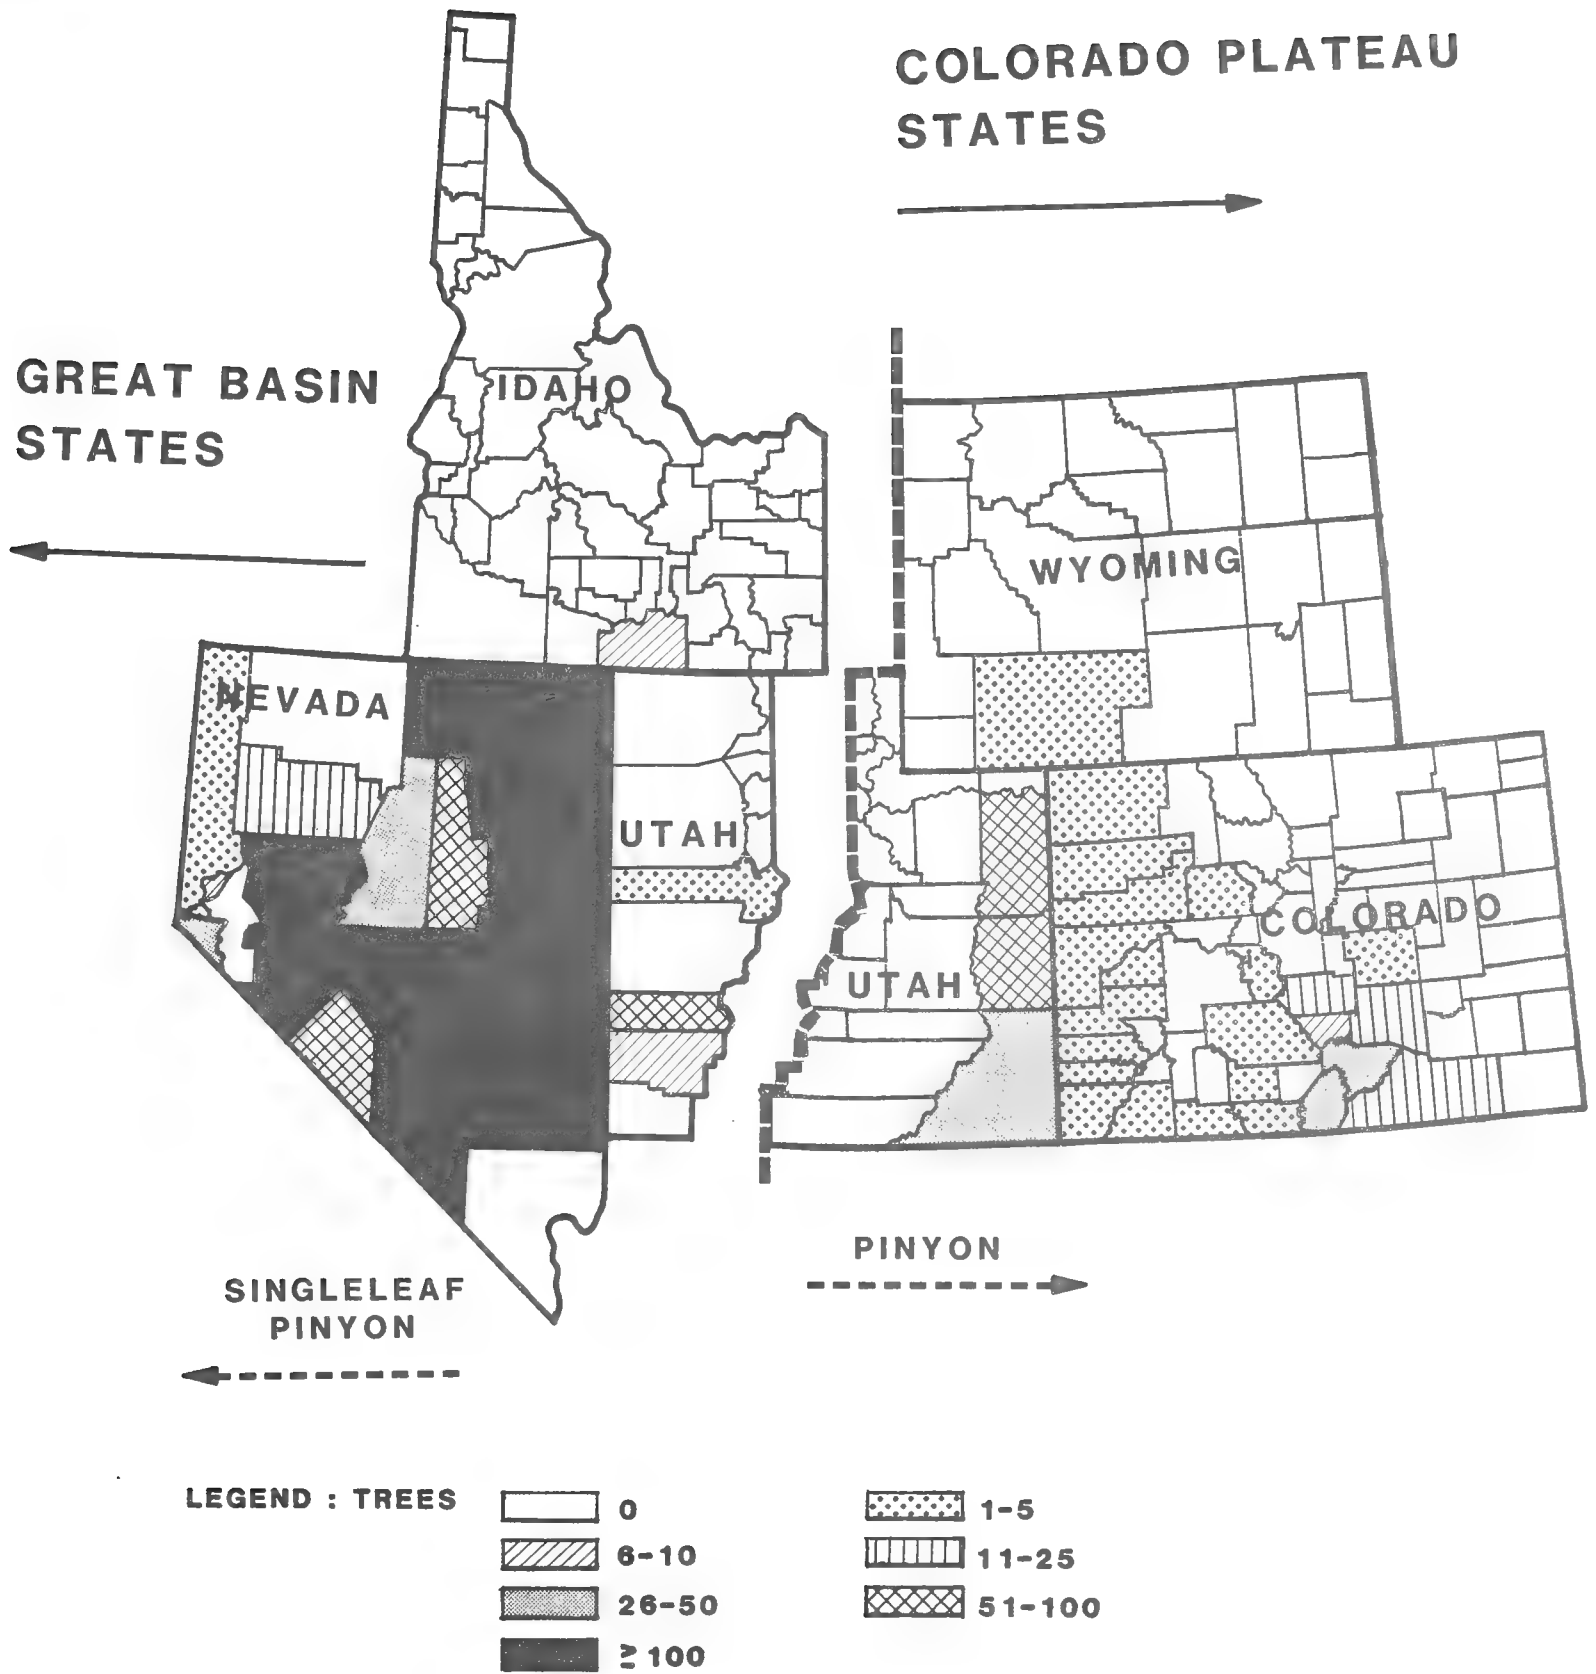 COLORADO PLATEAU
STATES
GREAT BASIN
STATES
IDAHO
WYOMING
NEVADA
UTAH
COLORADO
UTAH
PINYON
SINGLELEAF
PINYON
LEGEND : TREES
0
1-5
6-10
11-25
26-50
51-100
≥ 100